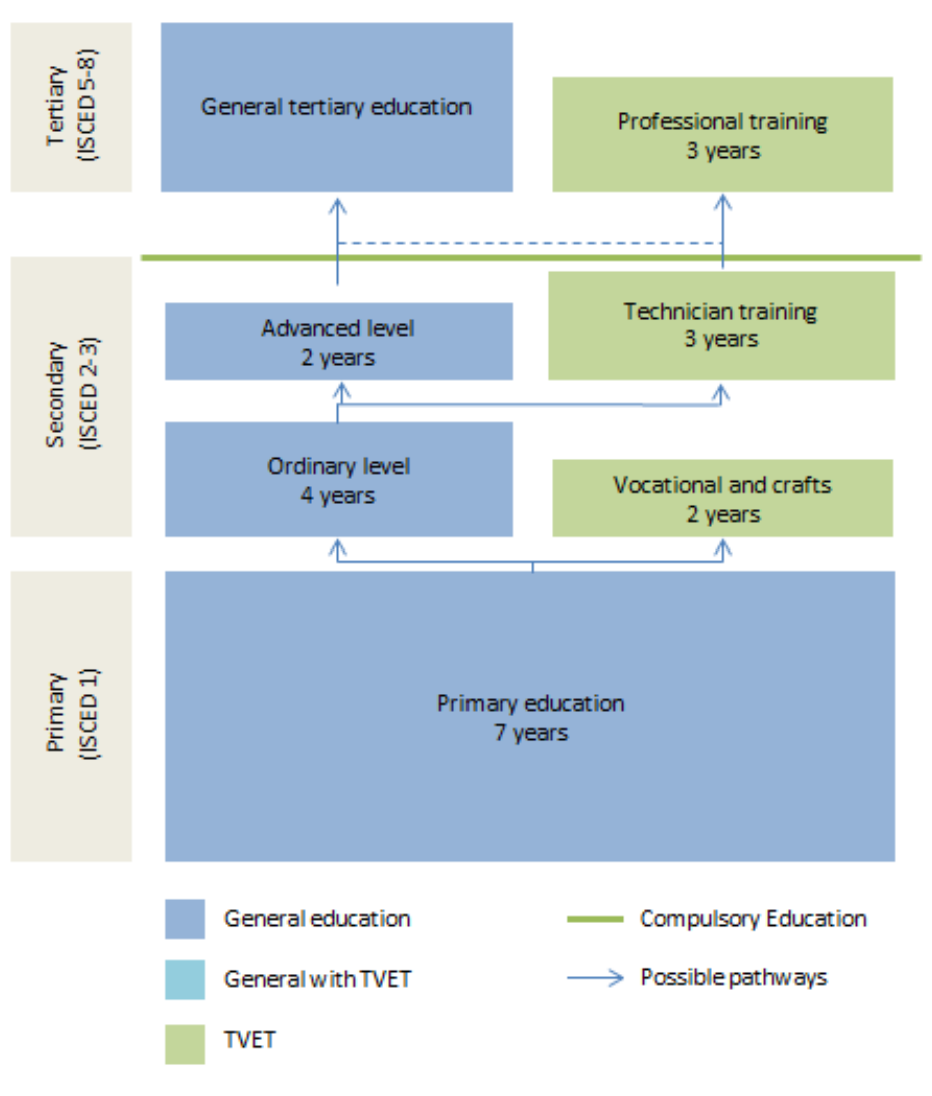 Tertiary
(ISCED 5-8)
General tertiary education
Professional training
3 years
Secondary
(ISCED 2-3)
Advanced level
2 years
Technician training
3 years
Ordinary level
4 years
Vocational and crafts
2 years
Primary
(ISCED 1)
Primary education
7 years
General education
Compulsory Education
General with TVET
Possible pathways
TVET